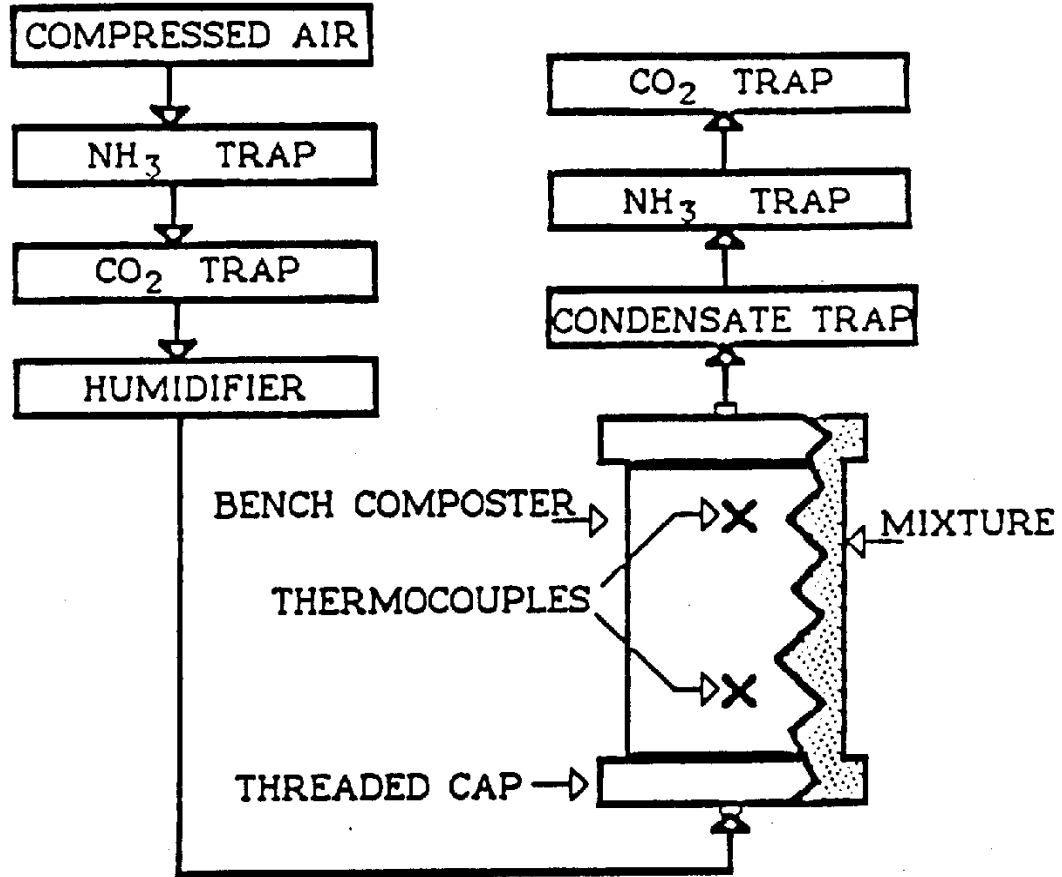 COMPRESSED AIR
NH₃ TRAP
CO₂ TRAP
HUMIDIFIER
CO₂ TRAP
NH₃ TRAP
CONDENSATE TRAP
BENCH COMPOSTER
MIXTURE
THERMOCOUPLES
THREADED CAP